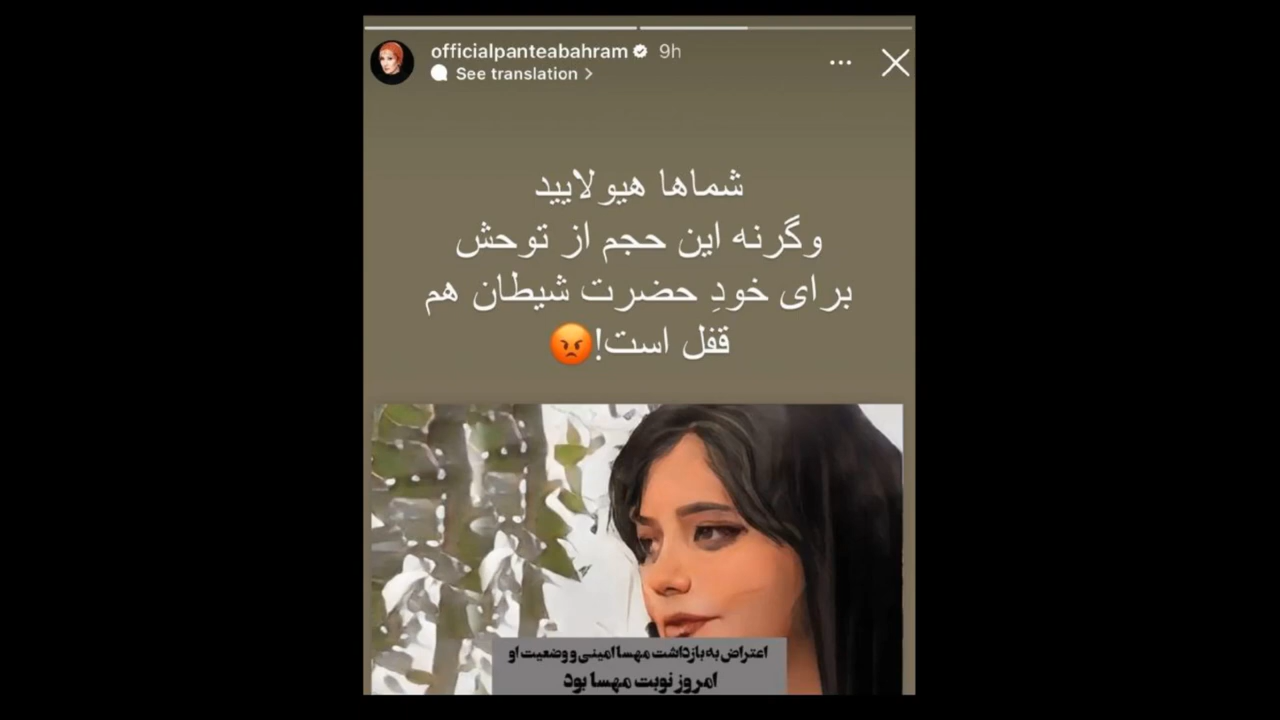 officialpanteabahram 9h
See translation >
شماها هیولایید
وگرنه این حجم از توحش
برای خودِ حضرت شیطان هم
قفل است!😡
اعتراض به بازداشت مهسا امینی و وضعیت او
امروز نوبت مهسا بود